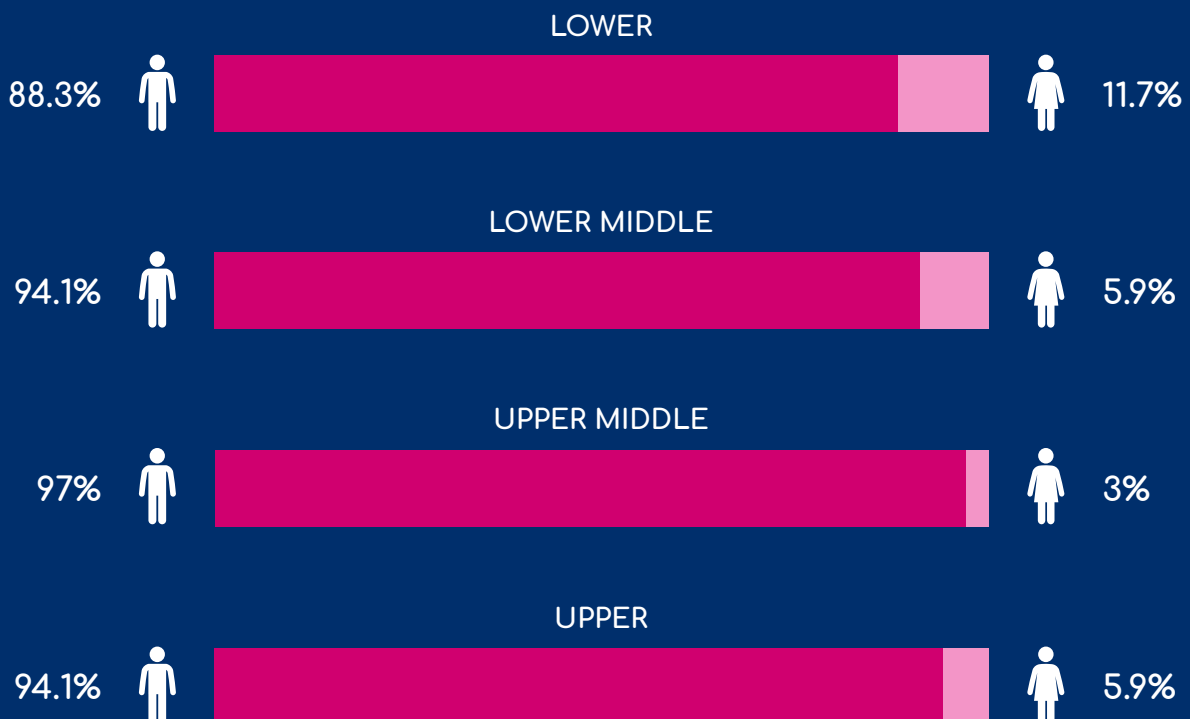 LOWER
88.3% 11.7%
LOWER MIDDLE
94.1% 5.9%
UPPER MIDDLE
97% 3%
UPPER
94.1% 5.9%